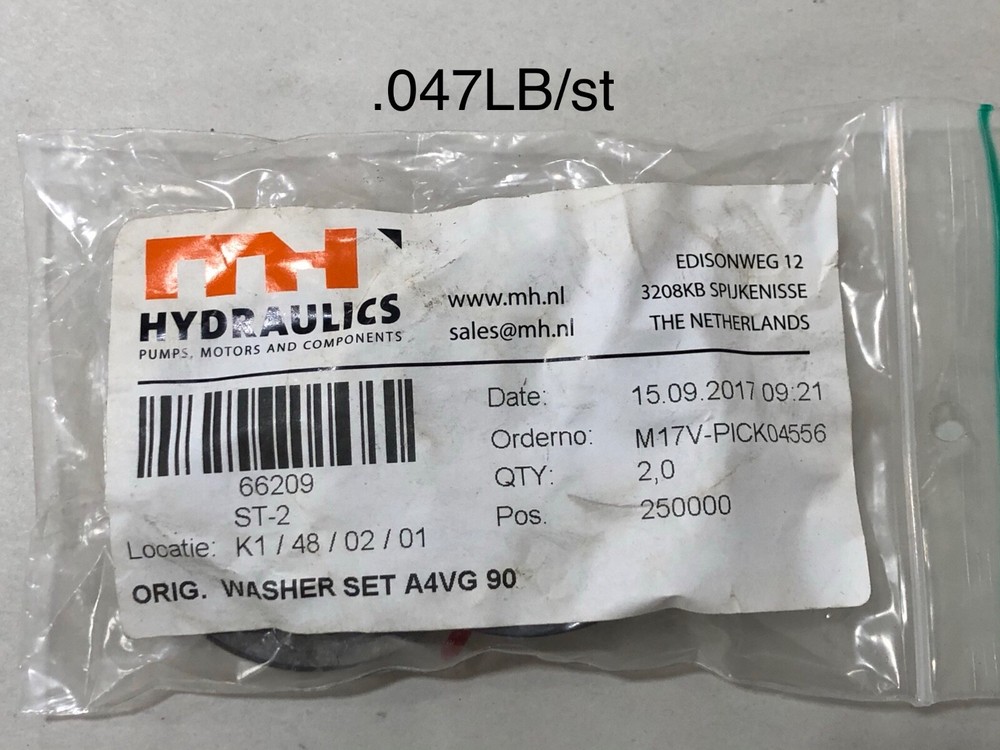 .047LB/st
MH
HYDRAULICS
PUMPS, MOTORS AND COMPONENTS
www.mh.nl
sales@mh.nl
EDISONWEG 12
3208KB SPIJKENISSE
THE NETHERLANDS
66209
ST-2
Locatie: K1 / 48 / 02 / 01
ORIG. WASHER SET A4VG 90
Date: 15.09.2017 09:21
Orderno: M17V-PICK04556
QTY: 2,0
Pos. 250000